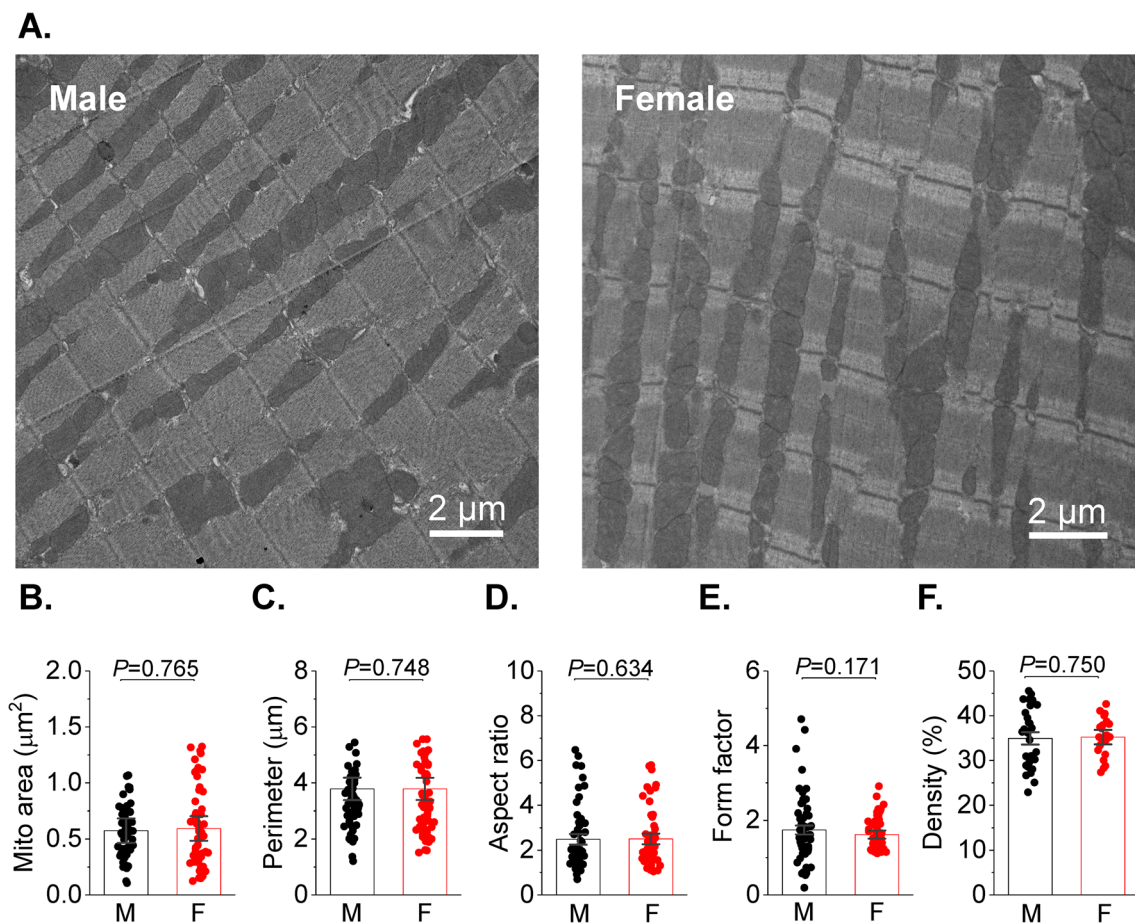 A.
Male
2 μm
Female
2 μm
B.
C.
D.
E.
F.
Mito area (μm²)
2.0
1.5
1.0
0.5
0.0
P=0.765
M
F
Perimeter (μm)
8
6
4
2
0
P=0.748
M
F
Aspect ratio
10
8
6
4
2
0
P=0.634
M
F
Form factor
6
4
2
0
P=0.171
M
F
Density (%)
50
40
30
20
10
0
P=0.750
M
F